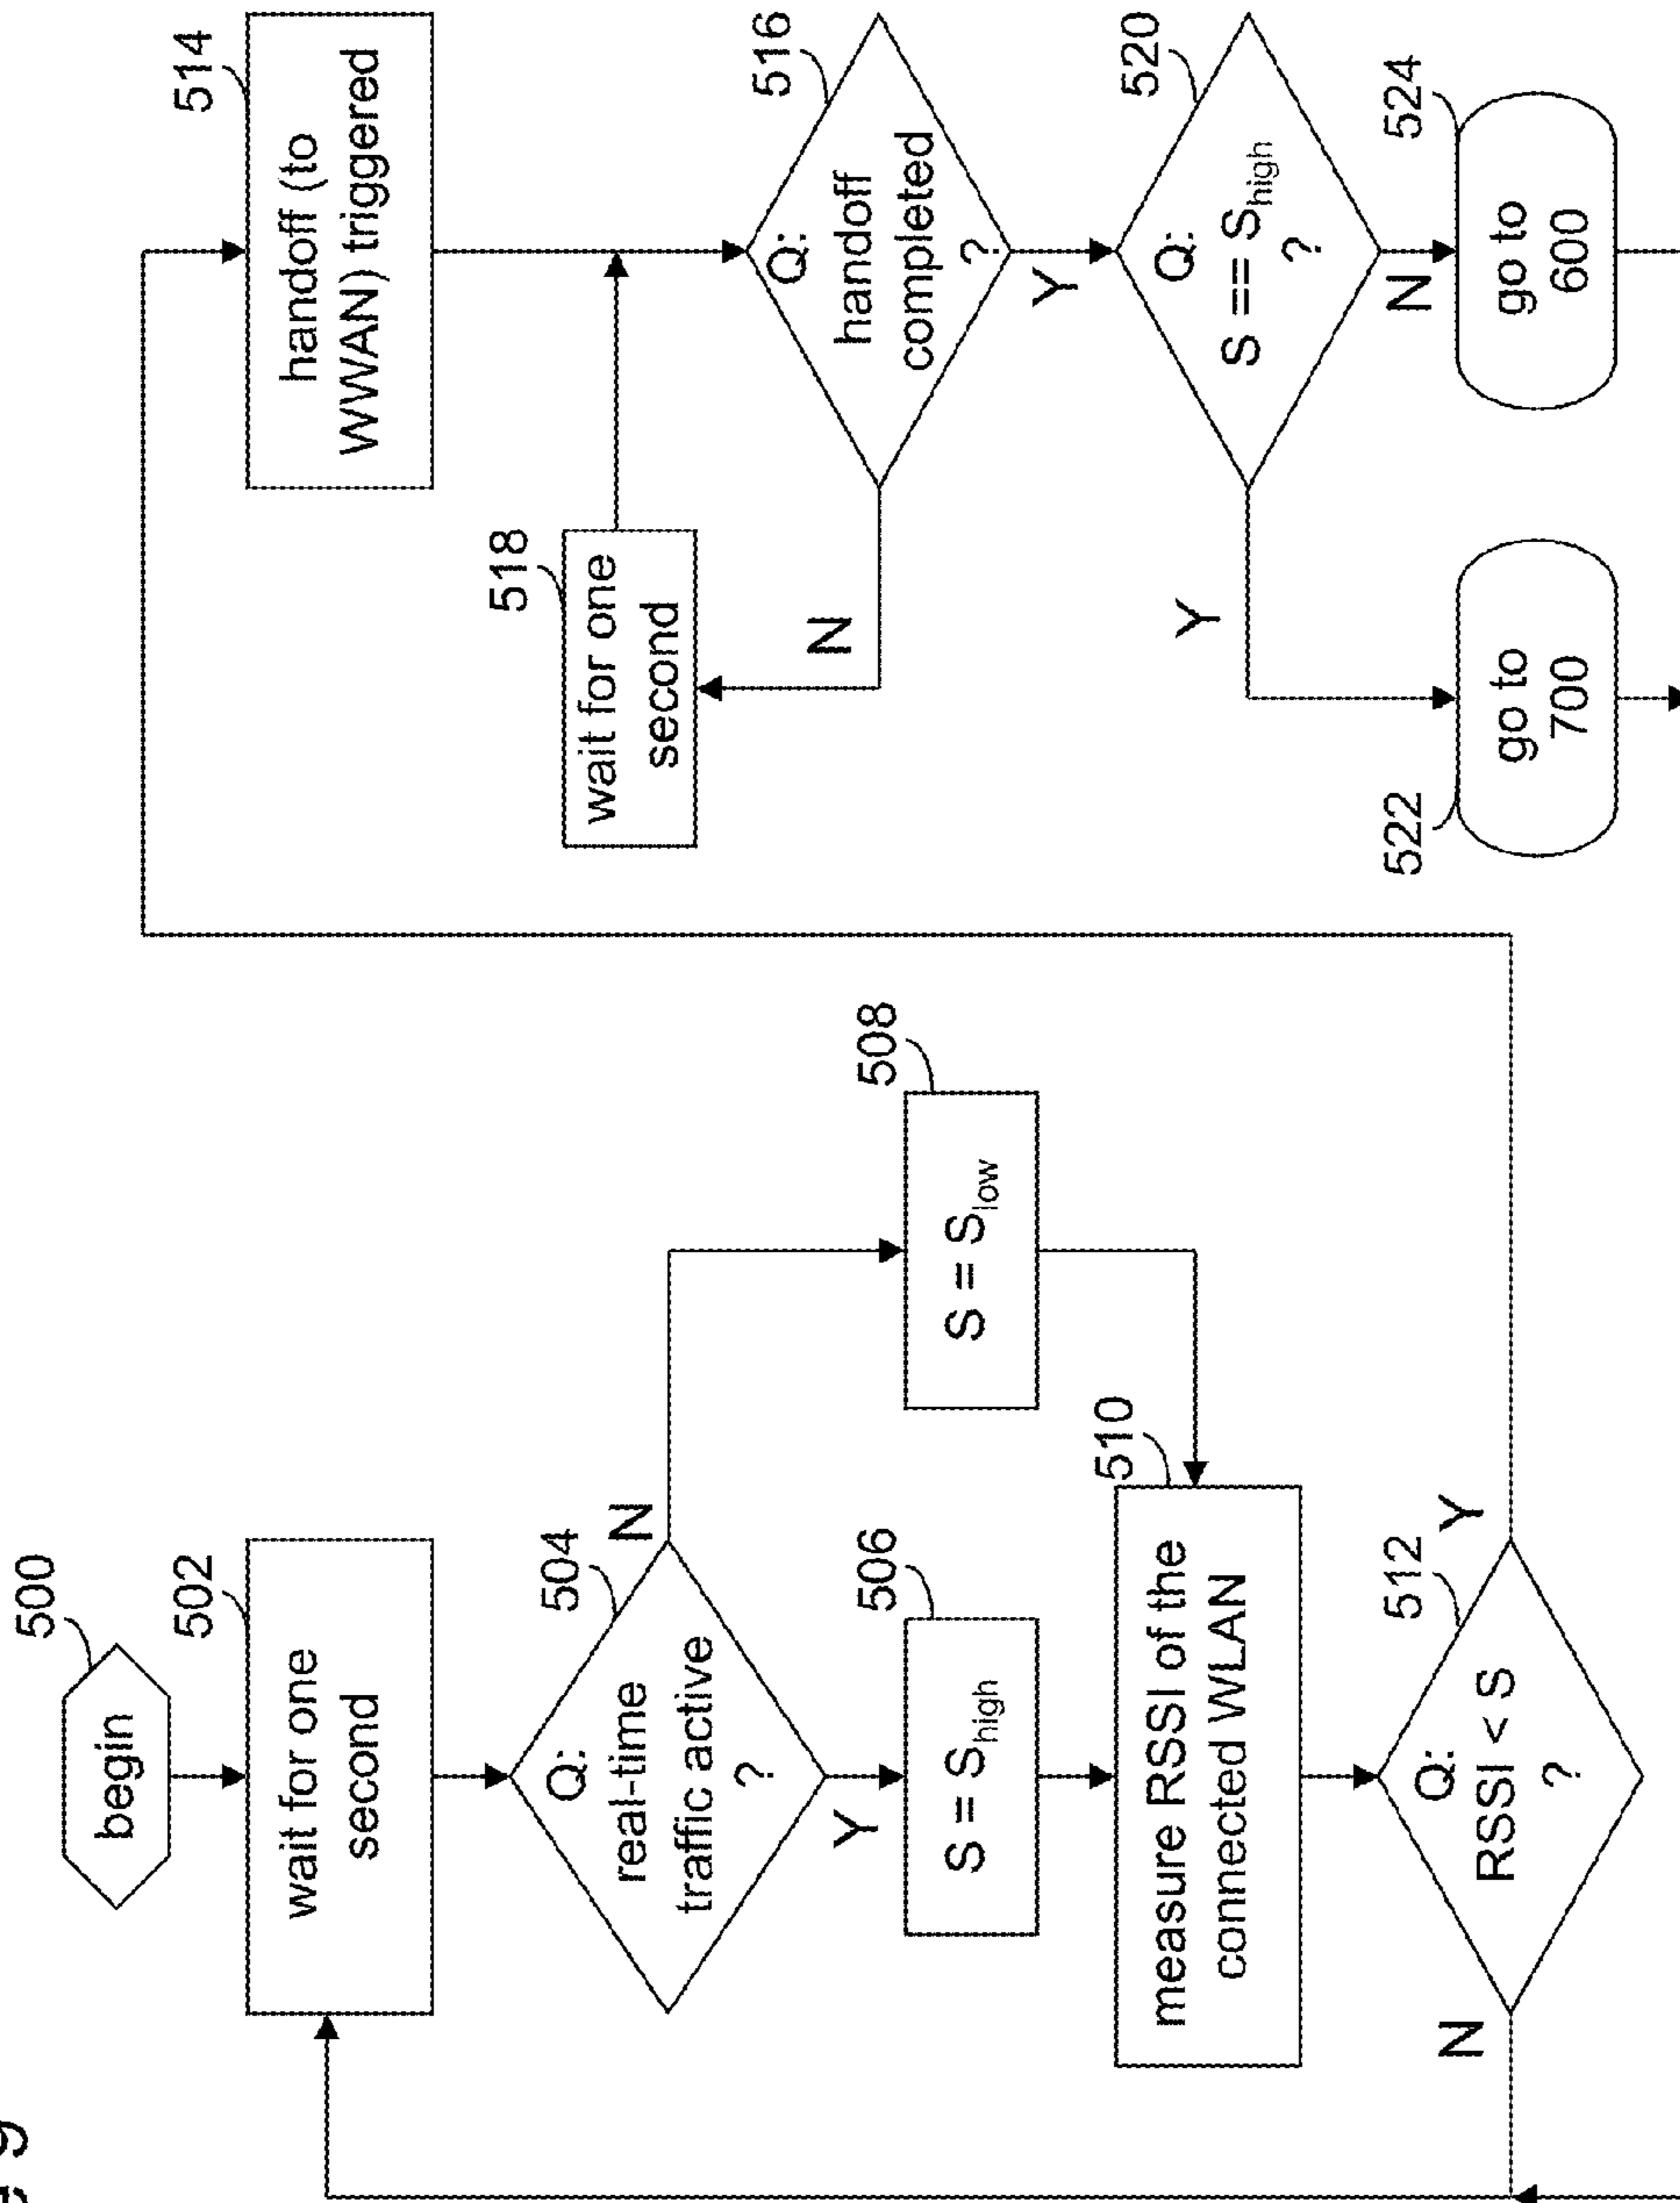 500
begin
502
wait for one
second
504
Q:
real-time
traffic active
?
N
Y
506
S = S_high
508
S = S_low
510
measure RSSI of the
connected WLAN
512
Q:
RSSI < S
?
N
Y
514
handoff (to
WWAN) triggered
516
Q:
handoff
completed
?
N
Y
518
wait for one
second
520
Q:
S == S_high
?
Y
N
522
go to
700
524
go to
600
9